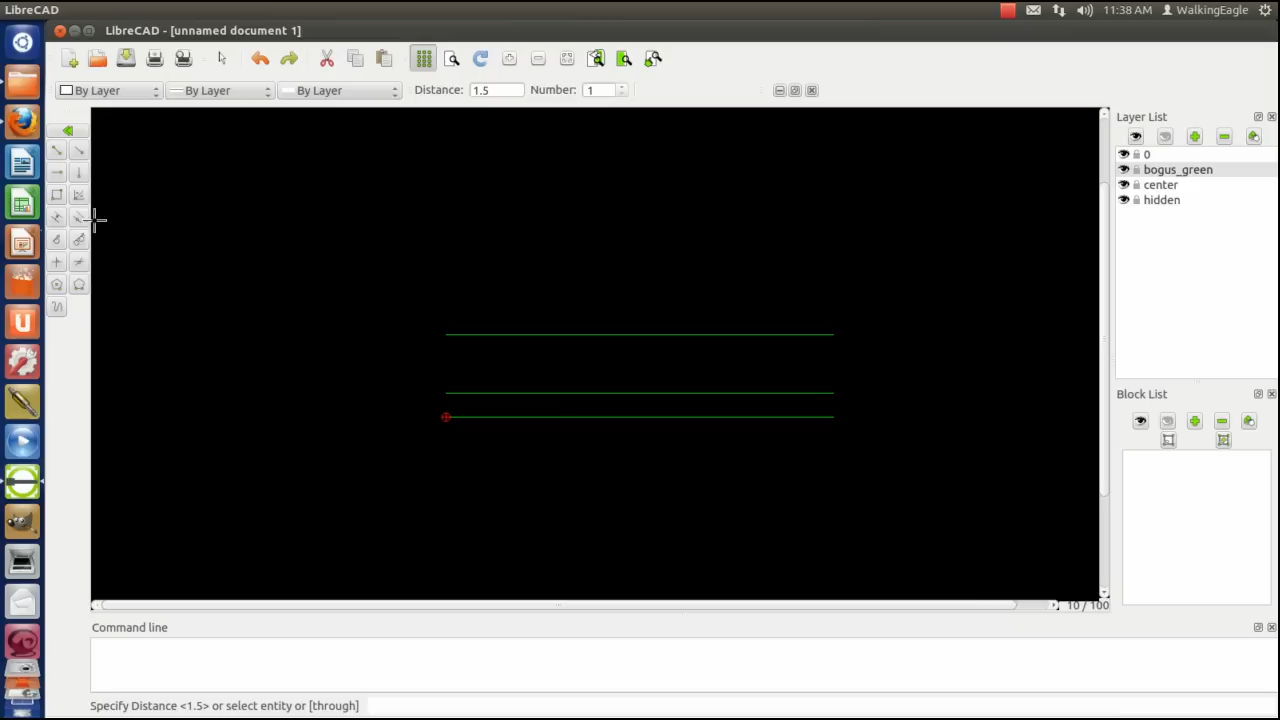 LibreCAD
11:38 AM
WalkingEagle
LibreCAD - [unnamed document 1]
By Layer
By Layer
By Layer
Distance:
1.5
Number:
1
Layer List
0
bogus_green
center
hidden
Block List
10 / 100
Command line
Specify Distance <1.5> or select entity or [through]